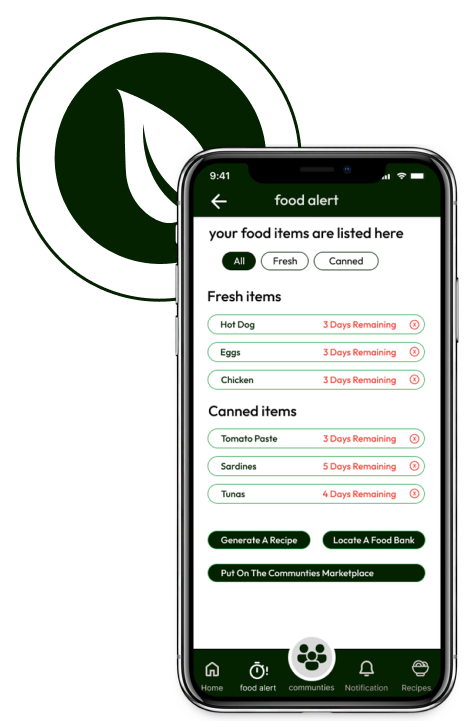 9:41
food alert
your food items are listed here
All Fresh Canned
Fresh items
Hot Dog 3 Days Remaining
Eggs 3 Days Remaining
Chicken 3 Days Remaining
Canned items
Tomato Paste 3 Days Remaining
Sardines 5 Days Remaining
Tunas 4 Days Remaining
Generate A Recipe Locate A Food Bank
Put On The Communties Marketplace
Home food alert communties Notification Recipes